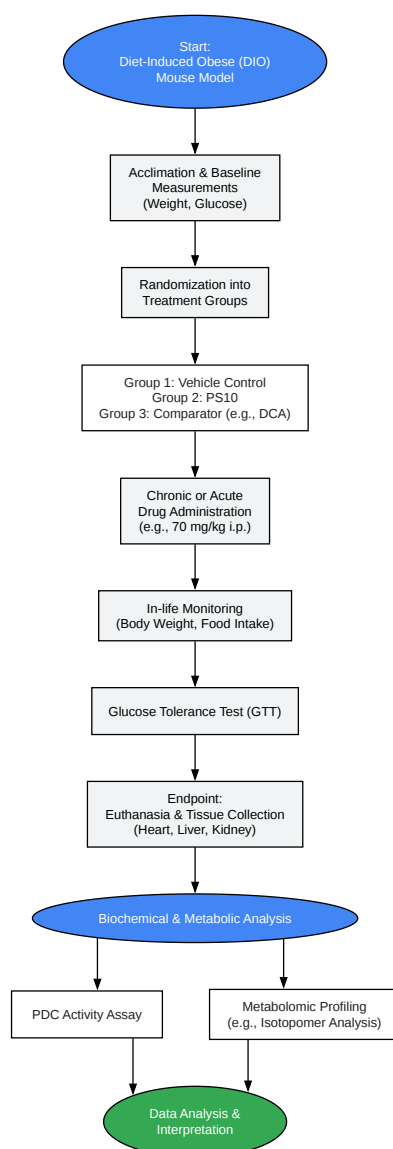 Start:
Diet-Induced Obese (DIO)
Mouse Model
Acclimation & Baseline
Measurements
(Weight, Glucose)
Randomization into
Treatment Groups
Group 1: Vehicle Control
Group 2: PS10
Group 3: Comparator (e.g., DCA)
Chronic or Acute
Drug Administration
(e.g., 70 mg/kg i.p.)
In-life Monitoring
(Body Weight, Food Intake)
Glucose Tolerance Test (GTT)
Endpoint:
Euthanasia & Tissue Collection
(Heart, Liver, Kidney)
Biochemical & Metabolic Analysis
PDC Activity Assay
Metabolomic Profiling
(e.g., Isotopomer Analysis)
Data Analysis &
Interpretation